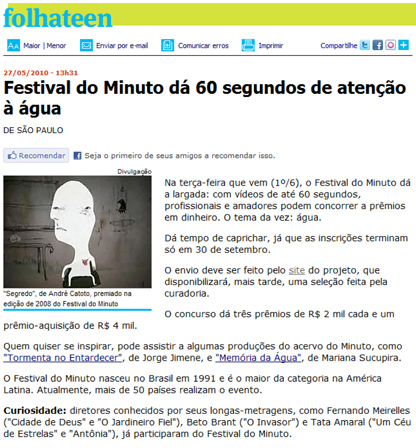 folhateen
Maior | Menor Enviar por e-mail Comunicar erros Imprimir Compartilhe
27/05/2010 - 13h31
Festival do Minuto dá 60 segundos de atenção
à água
DE SÃO PAULO
Recomendar Seja o primeiro de seus amigos a recomendar isso.
Divulgação
"Segredo", de André Catoto, premiado na
edição de 2008 do Festival do Minuto
Na terça-feira que vem (1º/6), o Festival do Minuto dá
a largada: com vídeos de até 60 segundos,
profissionais e amadores podem concorrer a prêmios
em dinheiro. O tema da vez: água.
Dá tempo de caprichar, já que as inscrições terminam
só em 30 de setembro.
O envio deve ser feito pelo site do projeto, que
disponibilizará, mais tarde, uma seleção feita pela
curadoria.
O concurso dá três prêmios de R$ 2 mil cada e um
prêmio-aquisição de R$ 4 mil.
Quem quiser se inspirar, pode assistir a algumas produções do acervo do Minuto, como
"Tormenta no Entardecer", de Jorge Jimene, e "Memória da Água", de Mariana Sucupira.
O Festival do Minuto nasceu no Brasil em 1991 e é o maior da categoria na América
Latina. Atualmente, mais de 50 países realizam o evento.
Curiosidade: diretores conhecidos por seus longas-metragens, como Fernando Meirelles
("Cidade de Deus" e "O Jardineiro Fiel"), Beto Brant ("O Invasor") e Tata Amaral ("Um Céu
de Estrelas" e "Antônia"), já participaram do Festival do Minuto.